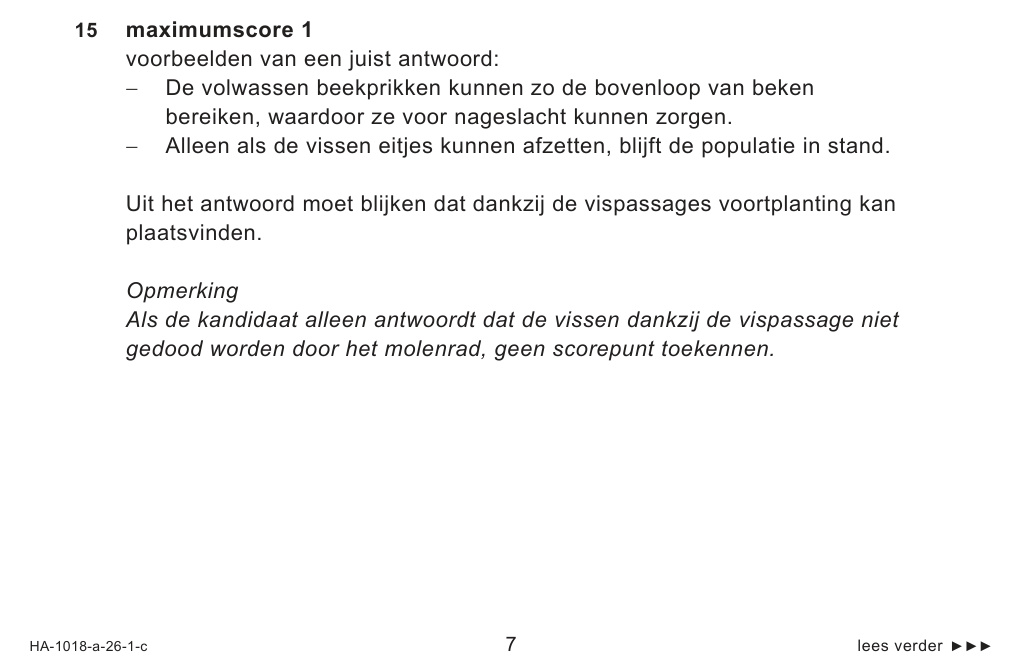 15 maximumscore 1
voorbeelden van een juist antwoord:
− De volwassen beekprikken kunnen zo de bovenloop van beken
bereiken, waardoor ze voor nageslacht kunnen zorgen.
− Alleen als de vissen eitjes kunnen afzetten, blijft de populatie in stand.
Uit het antwoord moet blijken dat dankzij de vispassages voortplanting kan
plaatsvinden.
Opmerking
Als de kandidaat alleen antwoordt dat de vissen dankzij de vispassage niet
gedood worden door het molenrad, geen scorepunt toekennen.
HA-1018-a-26-1-c 7 lees verder ►►►